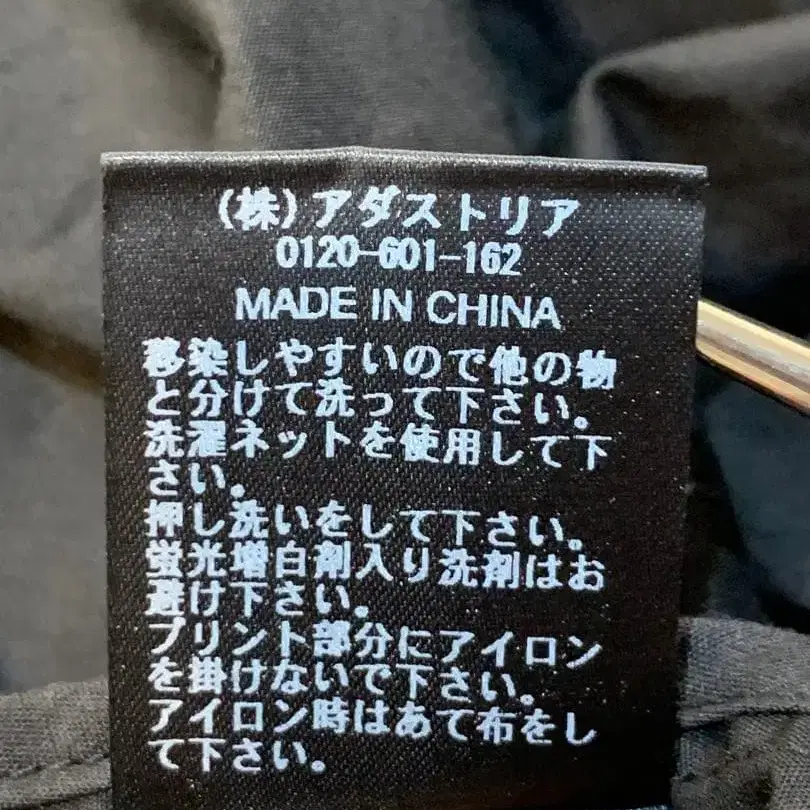 (株)アダストリア
0120-601-162
MADE IN CHINA
移染しやすいので他の物
と分けて洗って下さい。
洗濯ネットを使用して下
さい。
押し洗いをして下さい。
蛍光増白剤入り洗剤はお
避け下さい。
プリント部分にアイロン
を掛けないで下さい。
アイロン時はあて布をし
て下さい。